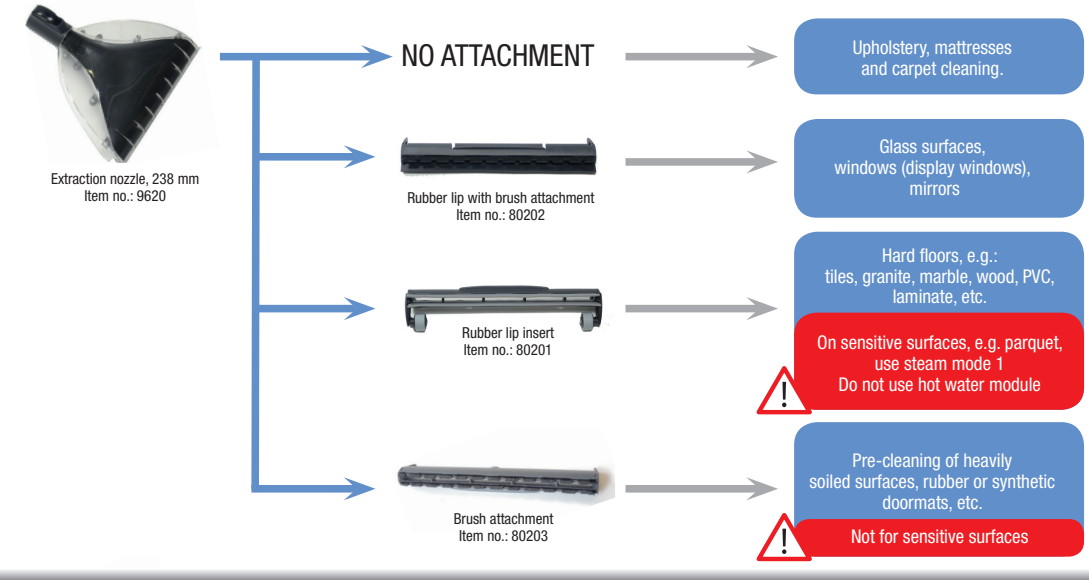 NO ATTACHMENT
Upholstery, mattresses
and carpet cleaning.
Extraction nozzle, 238 mm
Item no.: 9620
Rubber lip with brush attachment
Item no.: 80202
Glass surfaces,
windows (display windows),
mirrors
Rubber lip insert
Item no.: 80201
Hard floors, e.g.:
tiles, granite, marble, wood, PVC,
laminate, etc.
On sensitive surfaces, e.g. parquet,
use steam mode 1
Do not use hot water module
!
Brush attachment
Item no.: 80203
Pre-cleaning of heavily
soiled surfaces, rubber or synthetic
doormats, etc.
Not for sensitive surfaces
!